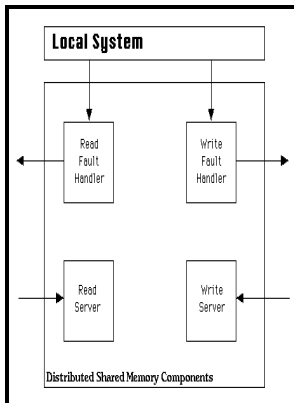 Local System
Read
Fault
Handler
Write
Fault
Handler
Read
Server
Write
Server
Distributed Shared Memory Components